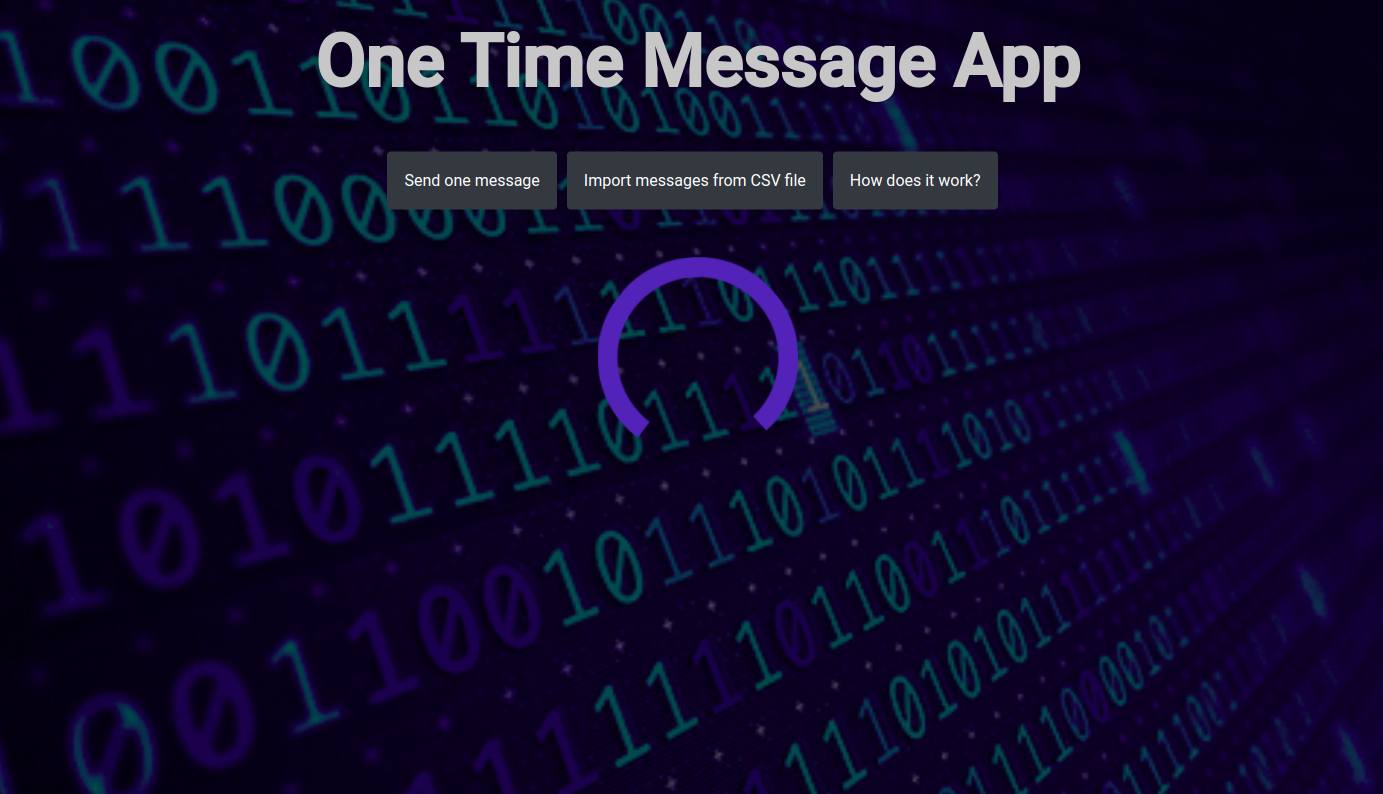 One Time Message App
Send one message
Import messages from CSV file
How does it work?